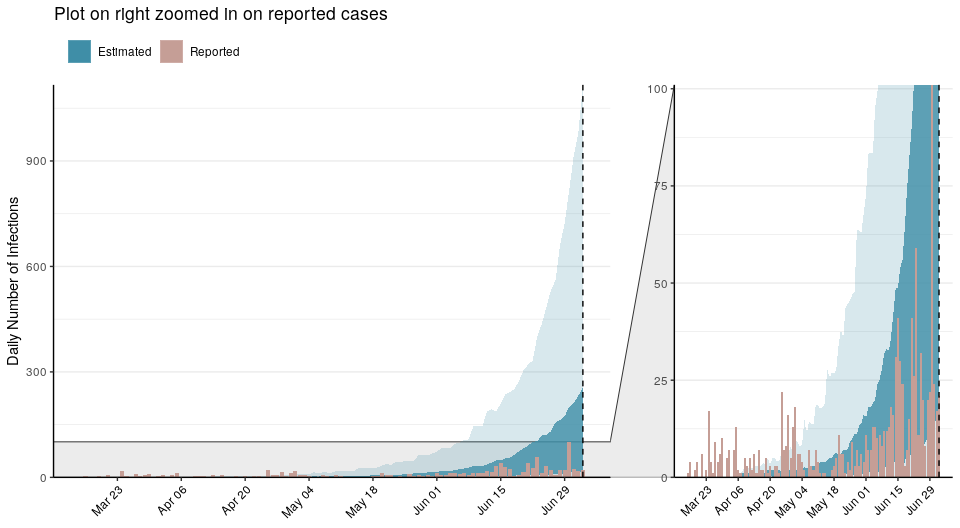 Plot on right zoomed in on reported cases
Estimated Reported
Daily Number of Infections
900
600
300
0
Mar 23 Apr 06 Apr 20 May 04 May 18 Jun 01 Jun 15 Jun 29
100
75
50
25
0
Mar 23 Apr 06 Apr 20 May 04 May 18 Jun 01 Jun 15 Jun 29